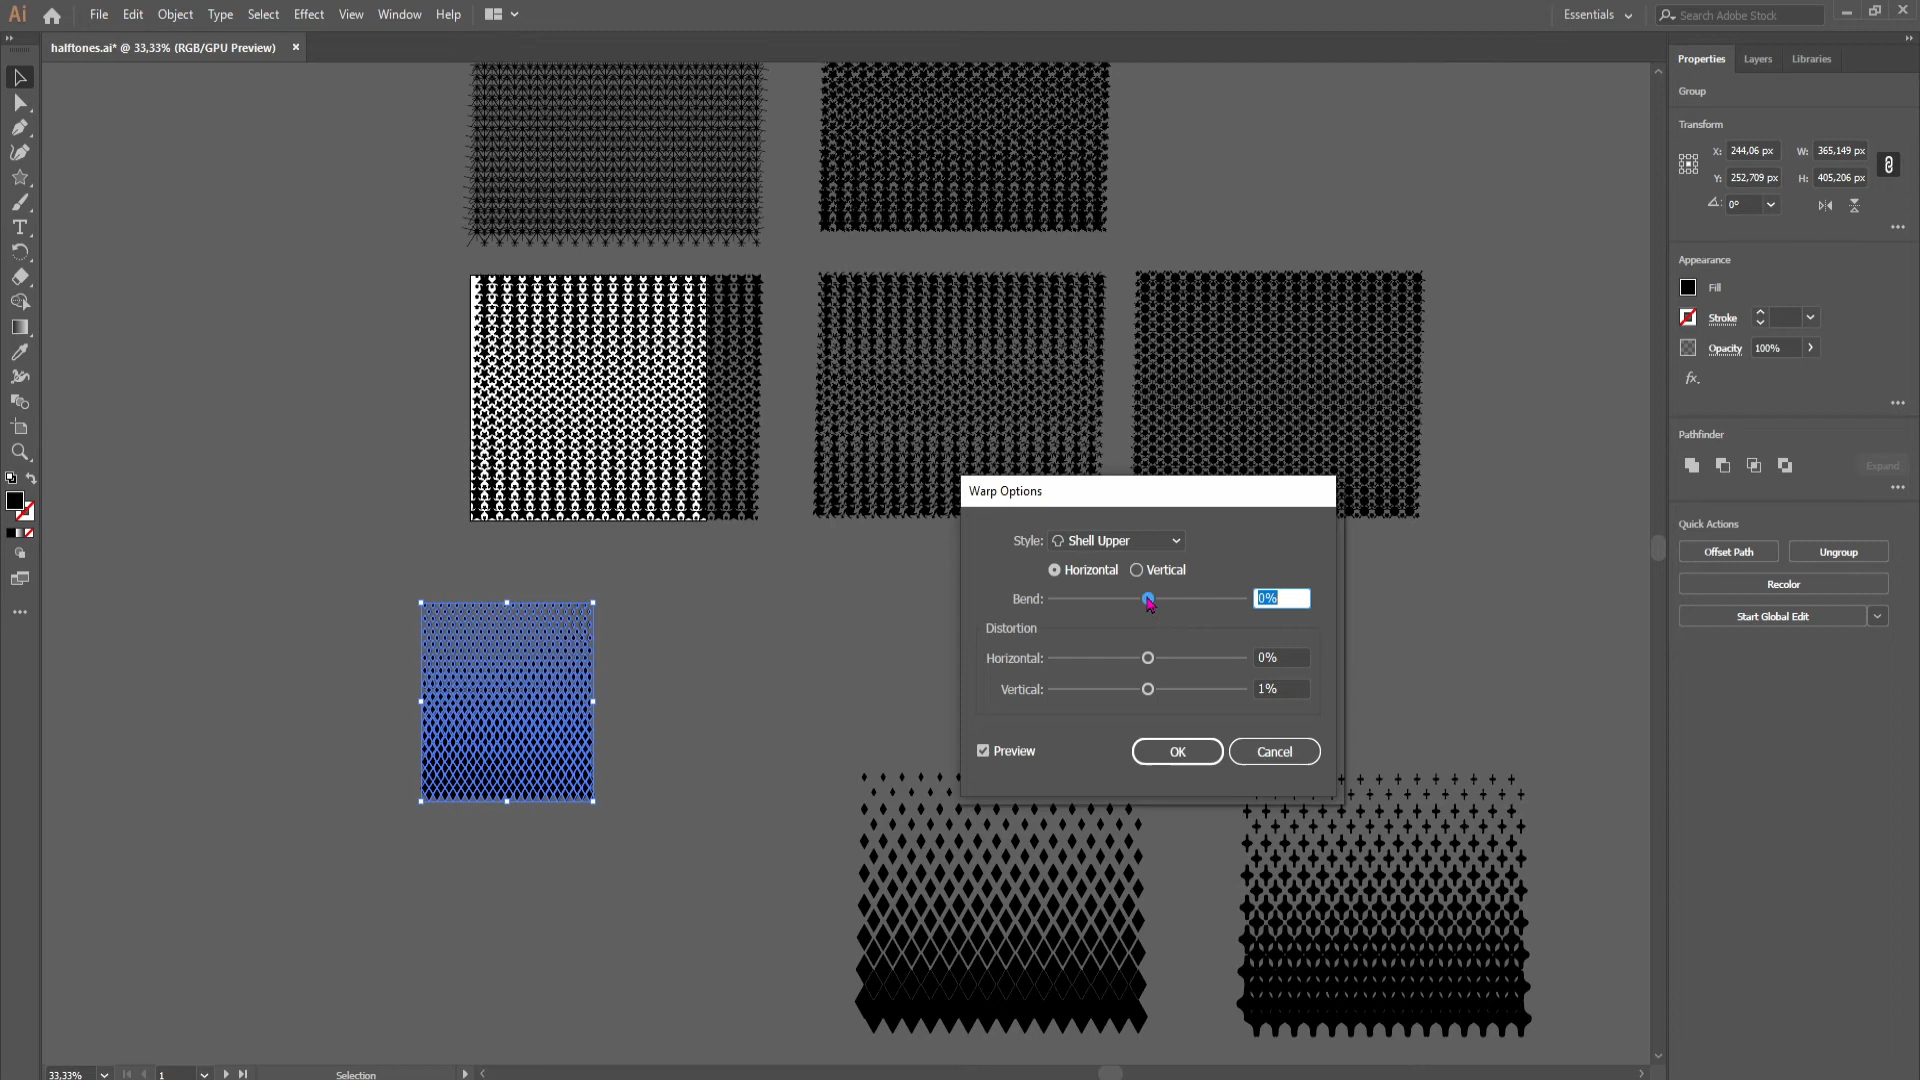 Ai File Edit Object Type Select Effect View Window Help Essentials Search Adobe Stock
halftones.ai* @ 33,33% (RGB/GPU Preview) ×
Properties Layers Libraries
Group
Transform
X: 244,06 px W: 365,149 px
Y: 252,709 px H: 405,206 px
0°
Appearance
Fill
Stroke
Opacity 100%
fx.
Pathfinder
Expand
Quick Actions
Offset Path Ungroup
Recolor
Start Global Edit
Warp Options
Style: Shell Upper
Horizontal Vertical
Bend: 0%
Distortion
Horizontal: 0%
Vertical: 1%
Preview OK Cancel
33,33% 1 Selection